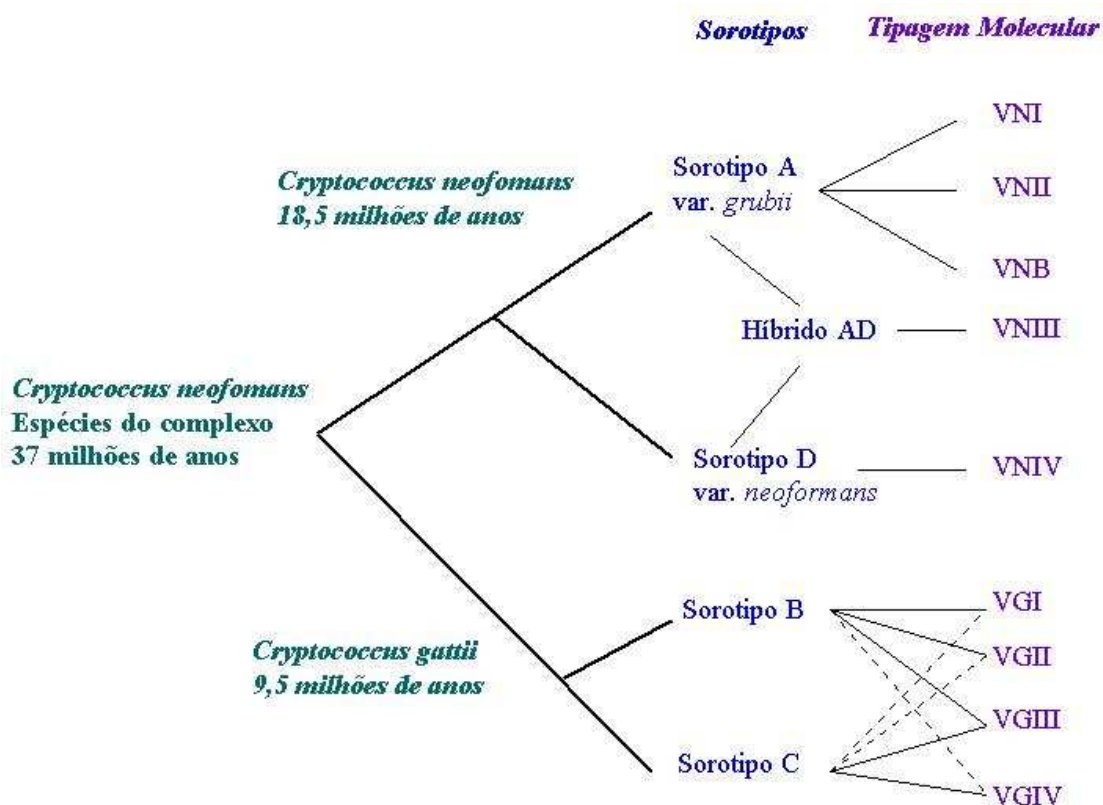 Sorotipos Tipagem Molecular
VNI
Sorotipo A
var. grubii
Cryptococcus neofomans
18,5 milhões de anos
VNII
VNB
Híbrido AD
VNIII
Cryptococcus neofomans
Espécies do complexo
37 milhões de anos
Sorotipo D
var. neoformans
VNIV
Sorotipo B
VGI
Cryptococcus gattii
9,5 milhões de anos
VGII
VGIII
Sorotipo C
VGIV